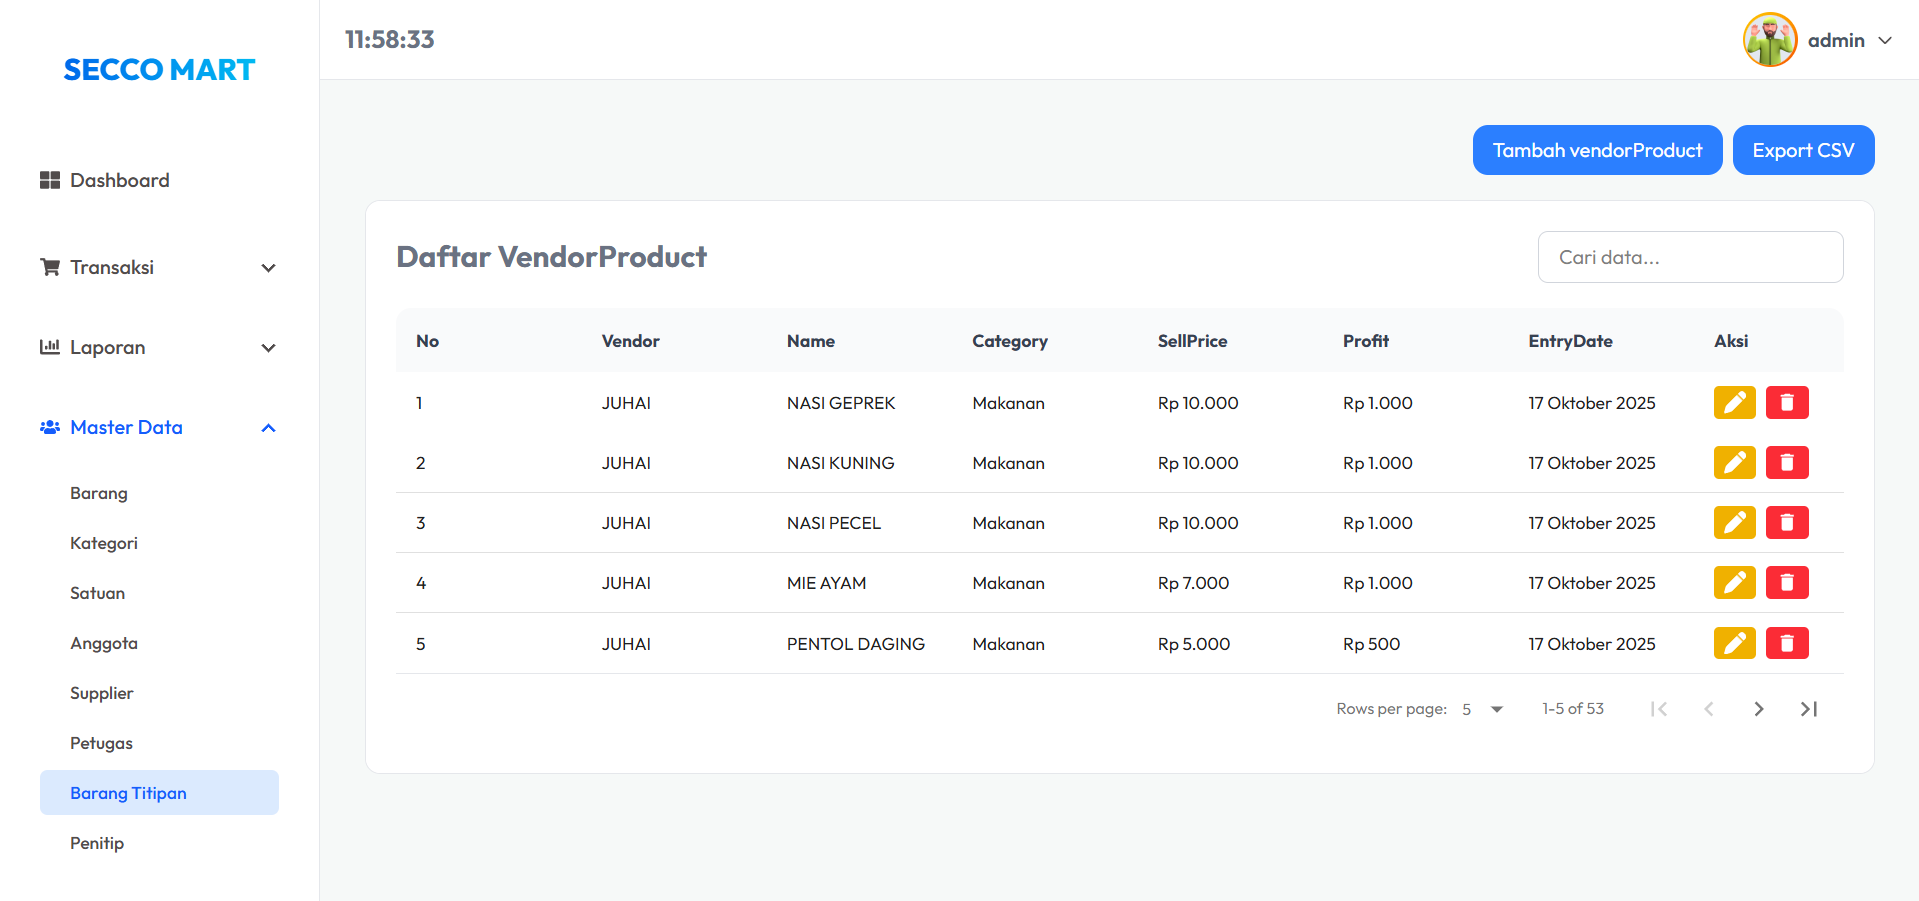 SECCO MART
Dashboard
Transaksi
Laporan
Master Data
Barang
Kategori
Satuan
Anggota
Supplier
Petugas
Barang Titipan
Penitip
11:58:33
admin
Tambah vendorProduct
Export CSV
Daftar VendorProduct
Cari data...
No Vendor Name Category SellPrice Profit EntryDate Aksi
1 JUHAI NASI GEPREK Makanan Rp 10.000 Rp 1.000 17 Oktober 2025
2 JUHAI NASI KUNING Makanan Rp 10.000 Rp 1.000 17 Oktober 2025
3 JUHAI NASI PECEL Makanan Rp 10.000 Rp 1.000 17 Oktober 2025
4 JUHAI MIE AYAM Makanan Rp 7.000 Rp 1.000 17 Oktober 2025
5 JUHAI PENTOL DAGING Makanan Rp 5.000 Rp 500 17 Oktober 2025
Rows per page: 5 1-5 of 53